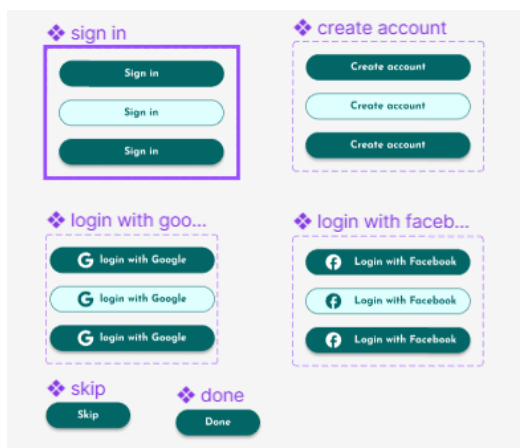 sign in
Sign in
Sign in
Sign in
create account
Create account
Create account
Create account
login with goo...
login with Google
login with Google
login with Google
login with faceb...
Login with Facebook
Login with Facebook
Login with Facebook
skip
Skip
done
Done